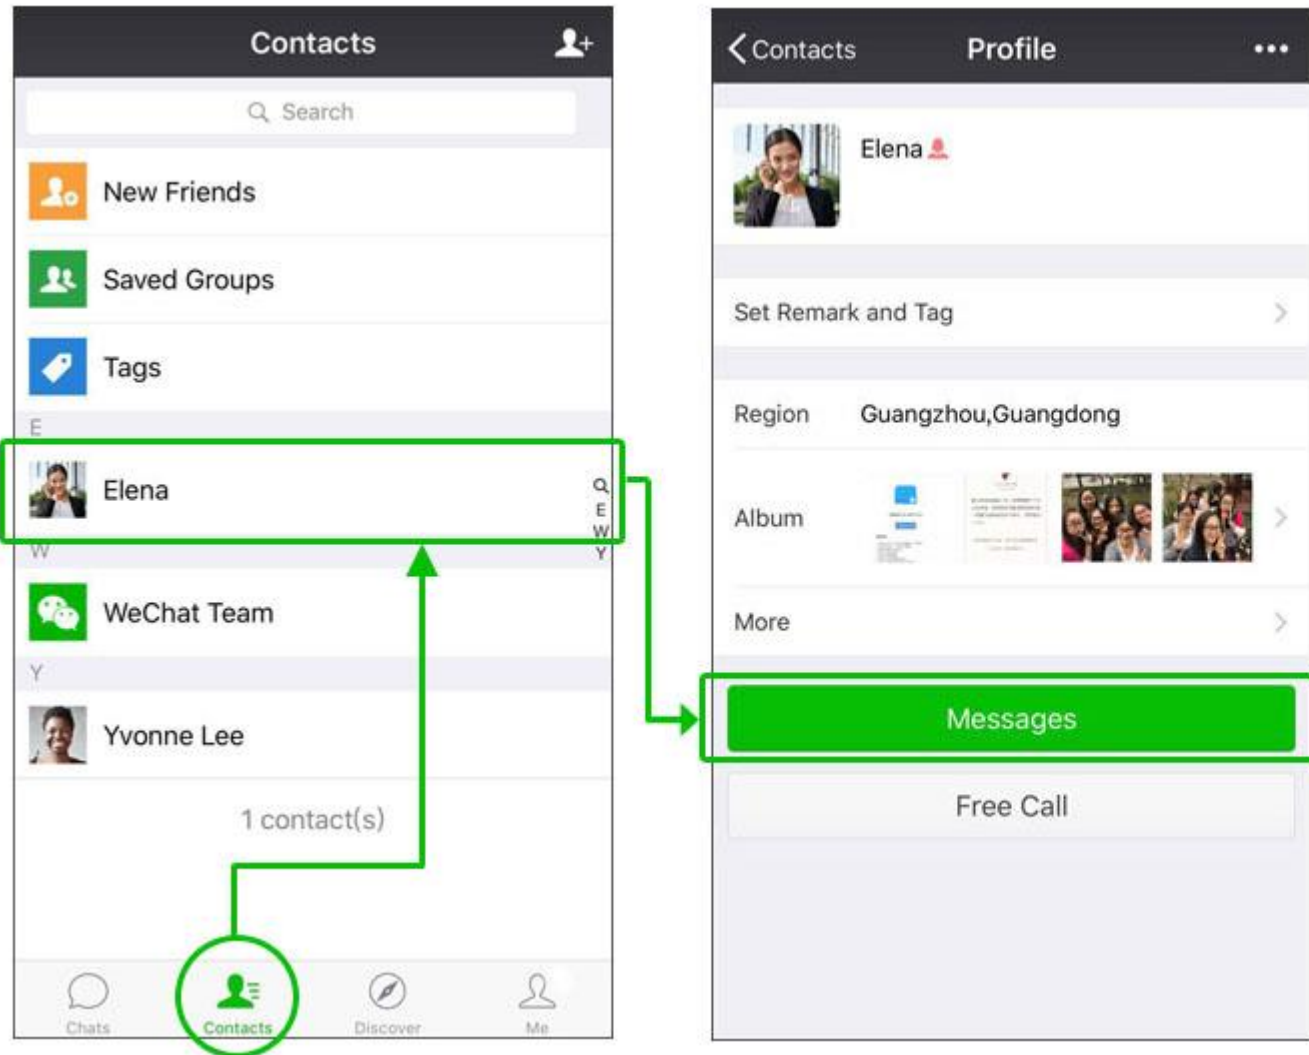 Contacts
Search
New Friends
Saved Groups
Tags
E
Elena
E
W
Y
W
WeChat Team
Y
Yvonne Lee
1 contact(s)
Chats
Contacts
Discover
Me
Contacts
Profile
Elena
Set Remark and Tag
Region Guangzhou,Guangdong
Album
More
Messages
Free Call